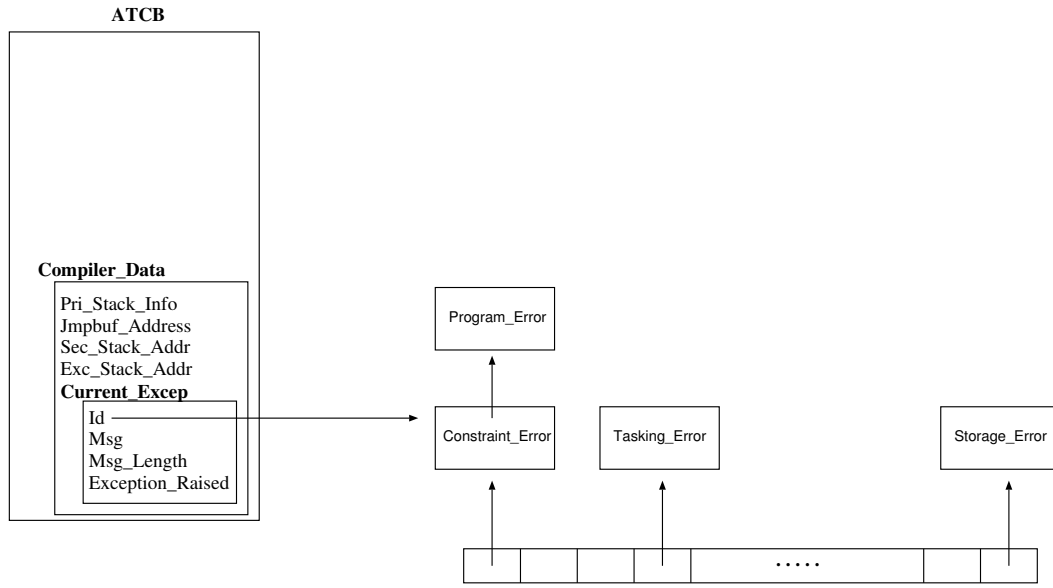 ATCB
Compiler_Data
Pri_Stack_Info
Jmpbuf_Address
Sec_Stack_Addr
Exc_Stack_Addr
Current_Excep
Id
Msg
Msg_Length
Exception_Raised
Program_Error
Constraint_Error
Tasking_Error
Storage_Error
.....